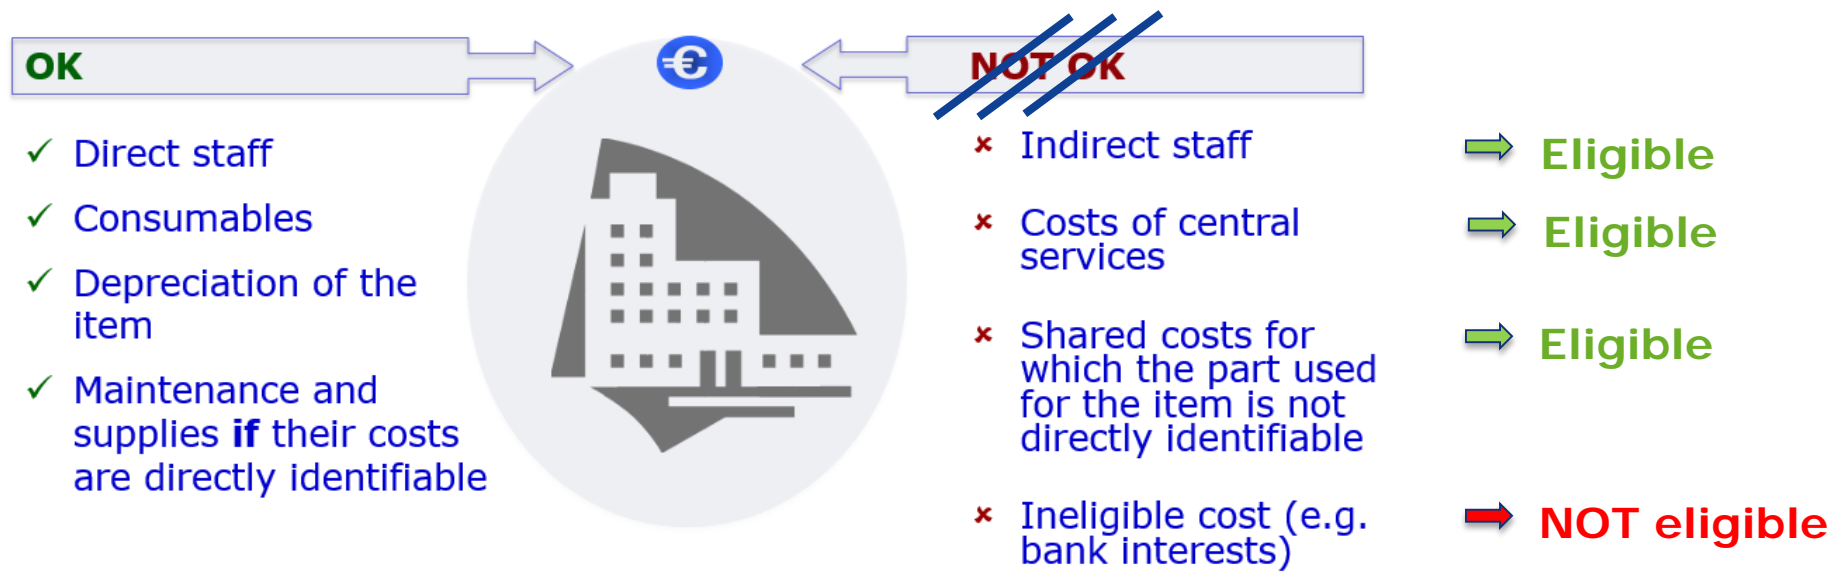 OK
€
NOT OK
✓ Direct staff
✓ Consumables
✓ Depreciation of the
item
✓ Maintenance and
supplies if their costs
are directly identifiable
× Indirect staff
Eligible
× Costs of central
services
Eligible
× Shared costs for
which the part used
for the item is not
directly identifiable
Eligible
× Ineligible cost (e.g.
bank interests)
NOT eligible